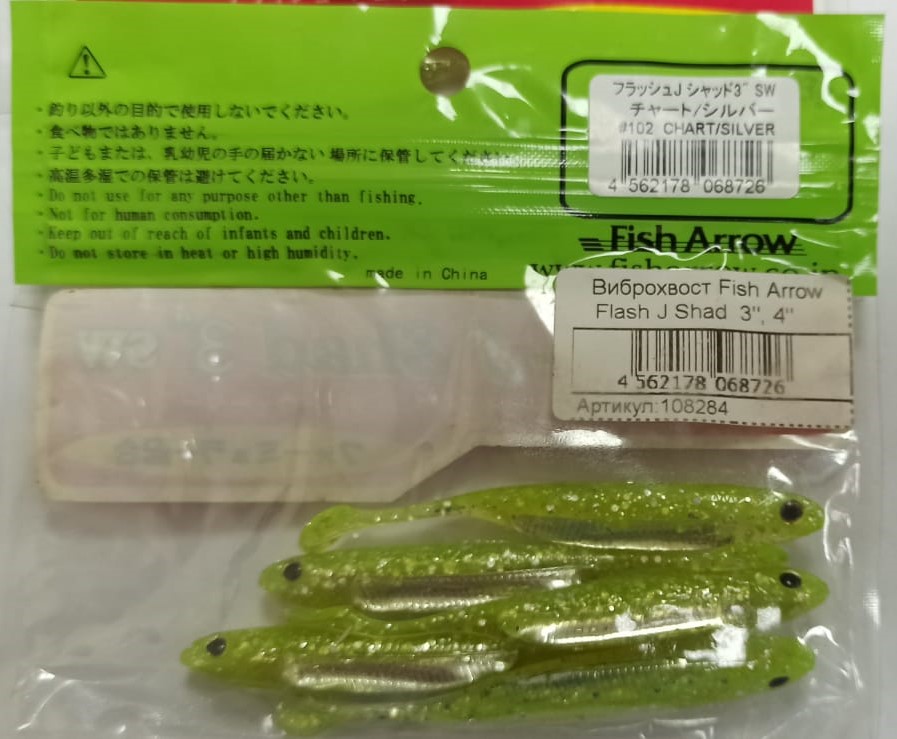 ・釣り以外の目的で使用しないでください。
・食べ物ではありません。
・子どもまたは、乳幼児の手の届かない 場所に保管してください。
・高温多湿での保管は避けてください。
・Do not use for any purpose other than fishing.
・Not for human consumption.
・Keep out of reach of infants and children.
・Do not store in heat or high humidity.
made in China
フラッシュJ シャッド3" SW
チャート/シルバー
#102 CHART/SILVER
4 562178 068726
Fish Arrow
www.fisharrow.co.jp
Виброхвост Fish Arrow
Flash J Shad 3", 4"
4 562178 068726
Артикул:108284
3 SW